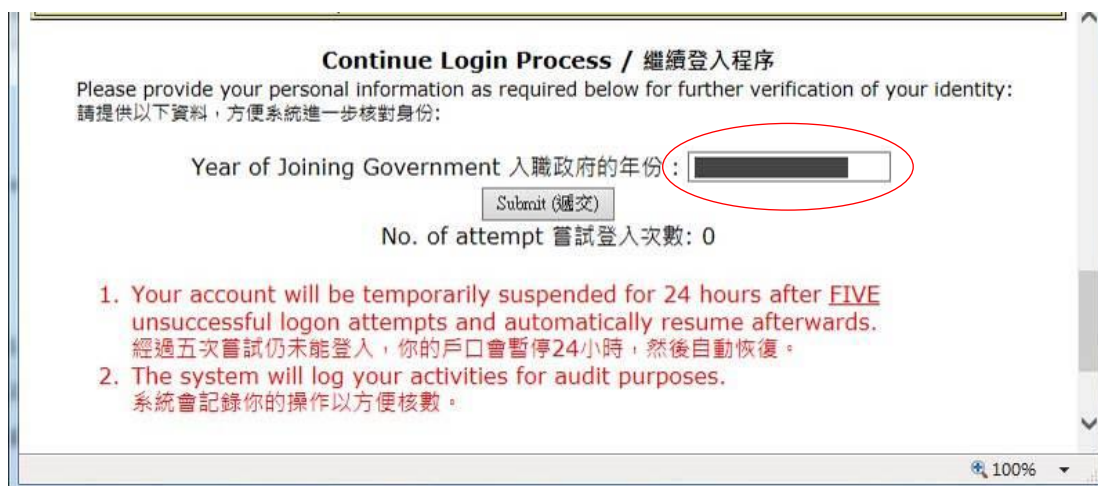 Continue Login Process / 繼續登入程序
Please provide your personal information as required below for further verification of your identity:
請提供以下資料，方便系統進一步核對身份:
Year of Joining Government 入職政府的年份 :
Submit (遞交)
No. of attempt 嘗試登入次數: 0
1. Your account will be temporarily suspended for 24 hours after FIVE
unsuccessful logon attempts and automatically resume afterwards.
經過五次嘗試仍未能登入，你的戶口會暫停24小時，然後自動恢復。
2. The system will log your activities for audit purposes.
系統會記錄你的操作以方便核數。
100%